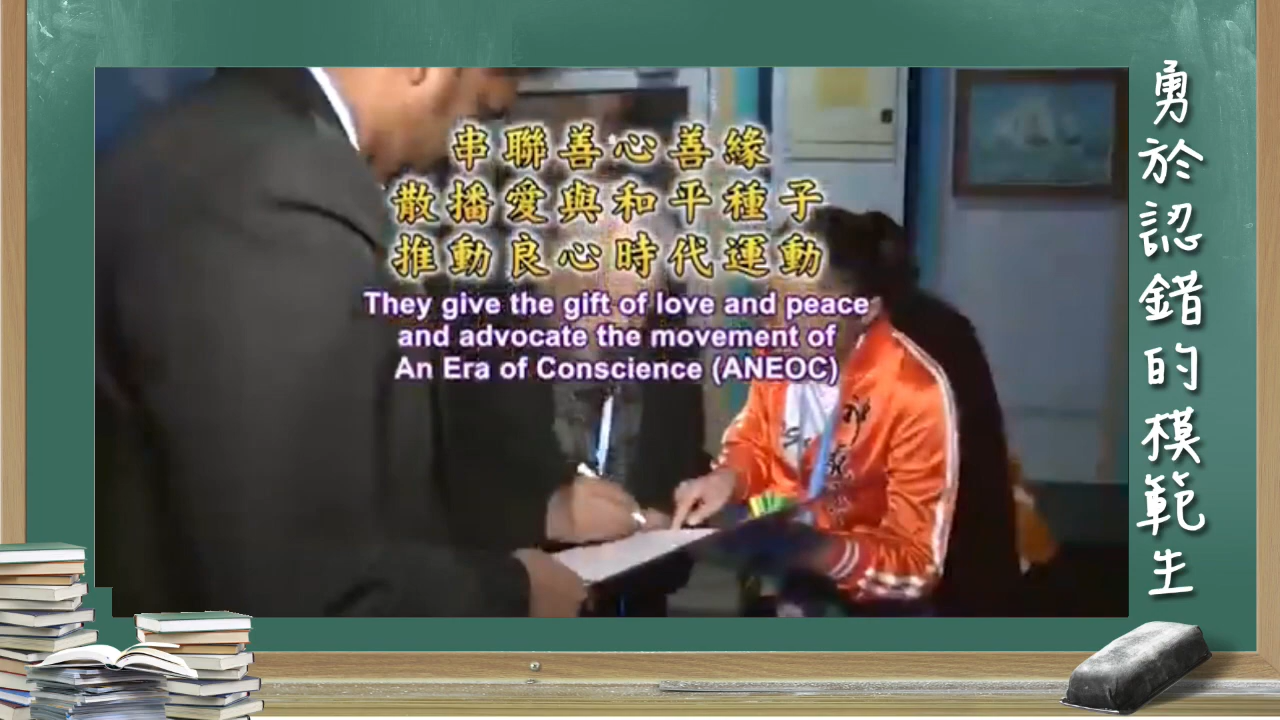 串聯善心善緣
散播愛與和平種子
推動良心時代運動
They give the gift of love and peace
and advocate the movement of
An Era of Conscience (ANEOC)
勇於認錯的模範生